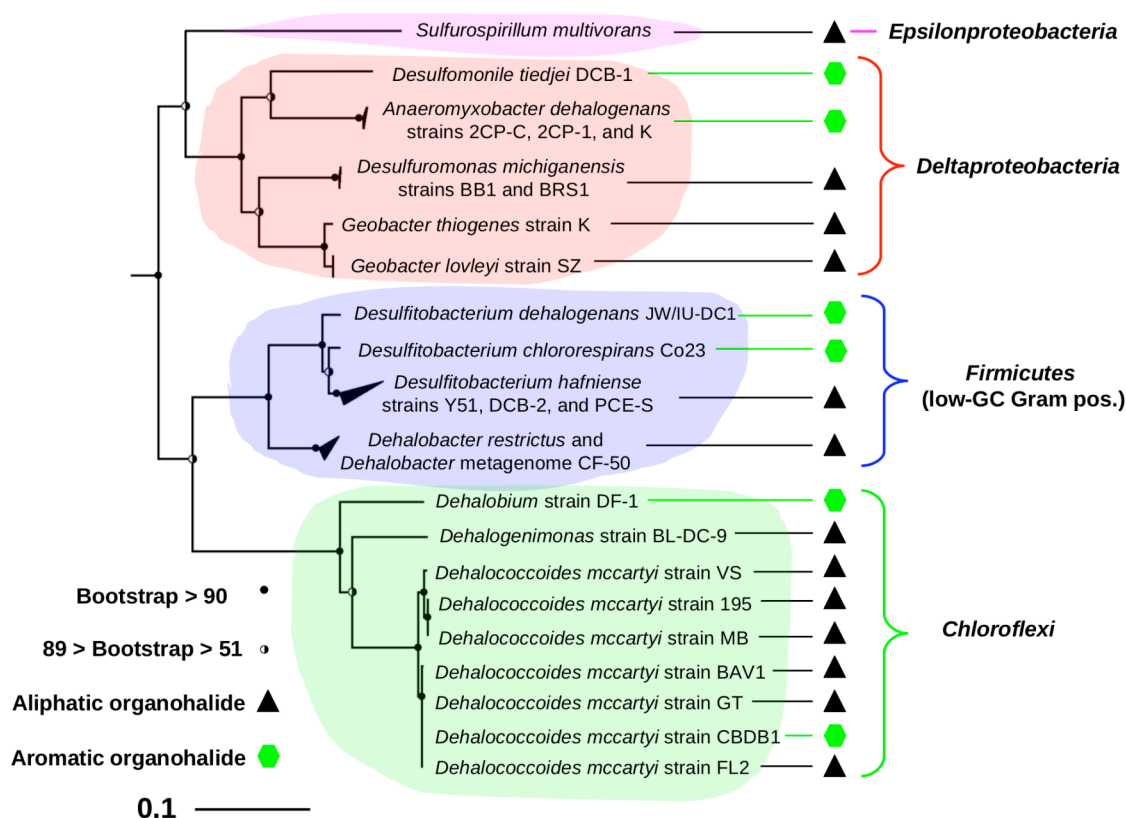 Sulfurospirillum multivorans
Epsilonproteobacteria
Desulfomonile tiedjei DCB-1
Anaeromyxobacter dehalogenans
strains 2CP-C, 2CP-1, and K
Desulfuromonas michiganensis
strains BB1 and BRS1
Geobacter thiogenes strain K
Geobacter lovleyi strain SZ
Deltaproteobacteria
Desulfitobacterium dehalogenans JW/IU-DC1
Desulfitobacterium chlororespirans Co23
Desulfitobacterium hafniense
strains Y51, DCB-2, and PCE-S
Dehalobacter restrictus and
Dehalobacter metagenome CF-50
Firmicutes
(low-GC Gram pos.)
Dehalobium strain DF-1
Dehalogenimonas strain BL-DC-9
Dehalococcoides mccartyi strain VS
Dehalococcoides mccartyi strain 195
Dehalococcoides mccartyi strain MB
Dehalococcoides mccartyi strain BAV1
Dehalococcoides mccartyi strain GT
Dehalococcoides mccartyi strain CBDB1
Dehalococcoides mccartyi strain FL2
Chloroflexi
Bootstrap > 90
89 > Bootstrap > 51
Aliphatic organohalide
Aromatic organohalide
0.1